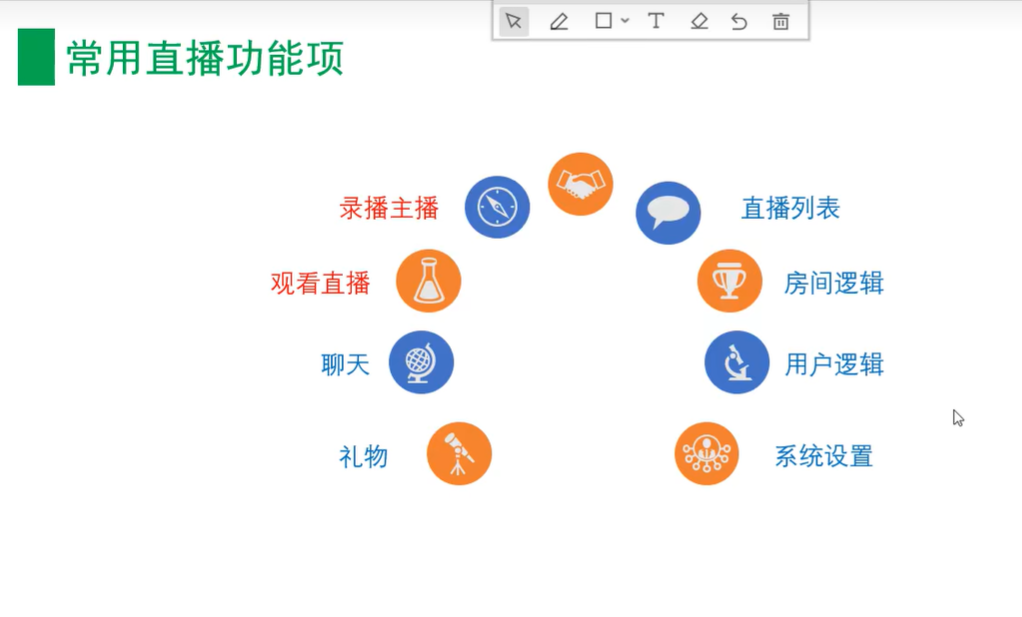 常用直播功能项
录播主播
直播列表
观看直播
房间逻辑
聊天
用户逻辑
礼物
系统设置